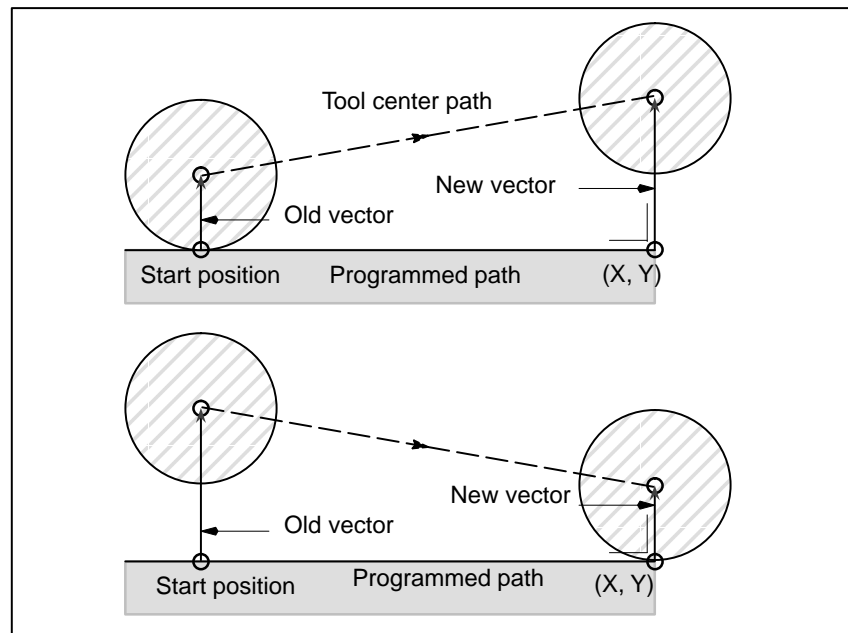 Tool center path
New vector
Old vector
Start position
Programmed path
(X, Y)
New vector
Old vector
Programmed path
Start position
(X, Y)